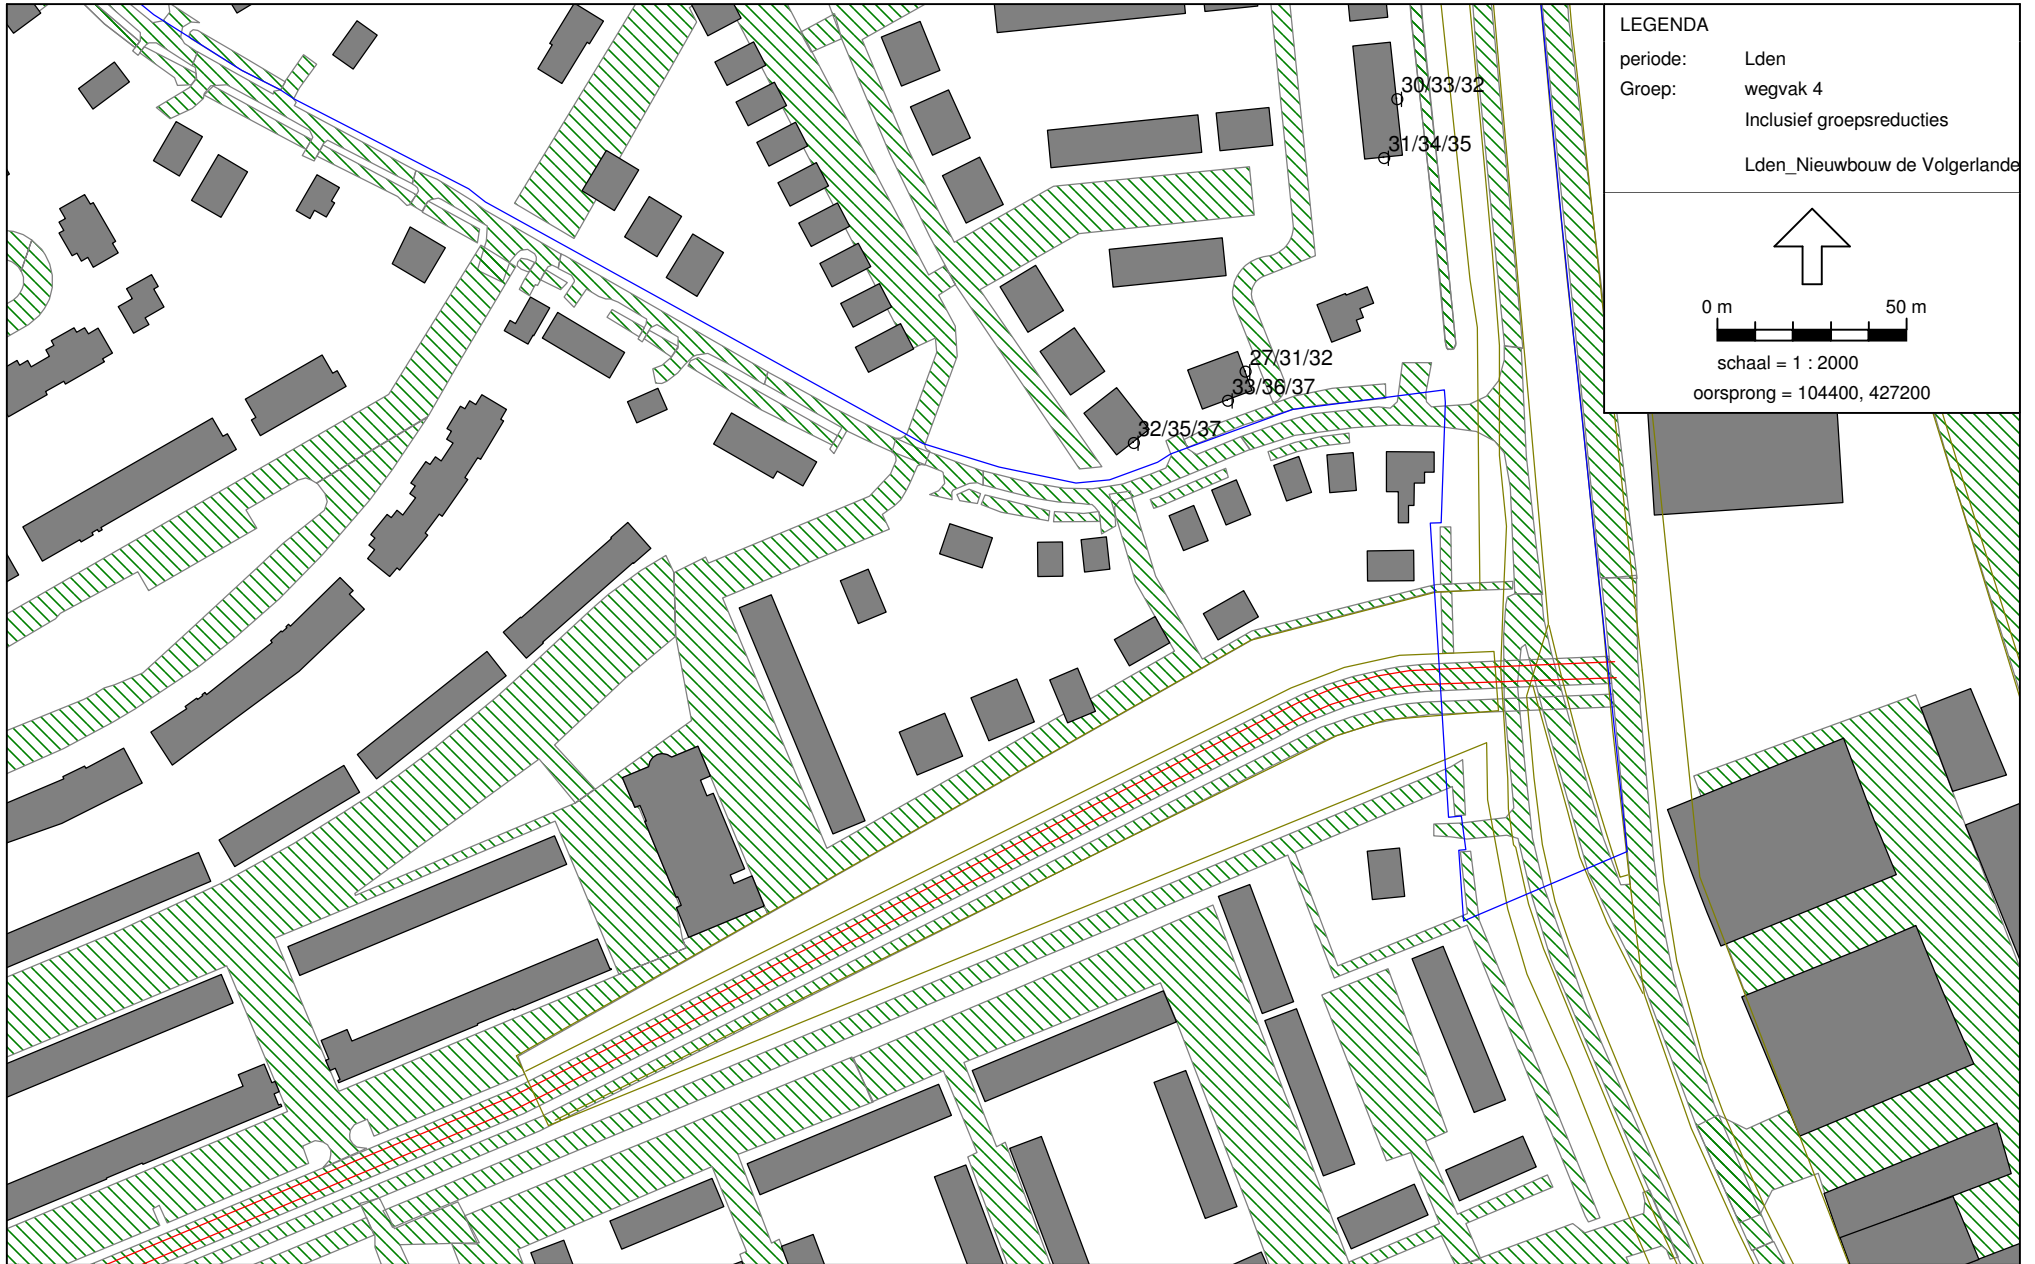 LEGENDA
periode: Lden
Groep: wegvak 4
Inclusief groepsreducties
Lden_Nieuwbouw de Volgerlande
0 m 50 m
schaal = 1 : 2000
oorsprong = 104400, 427200
30/33/32
31/34/35
27/31/32
33/36/37
32/35/37